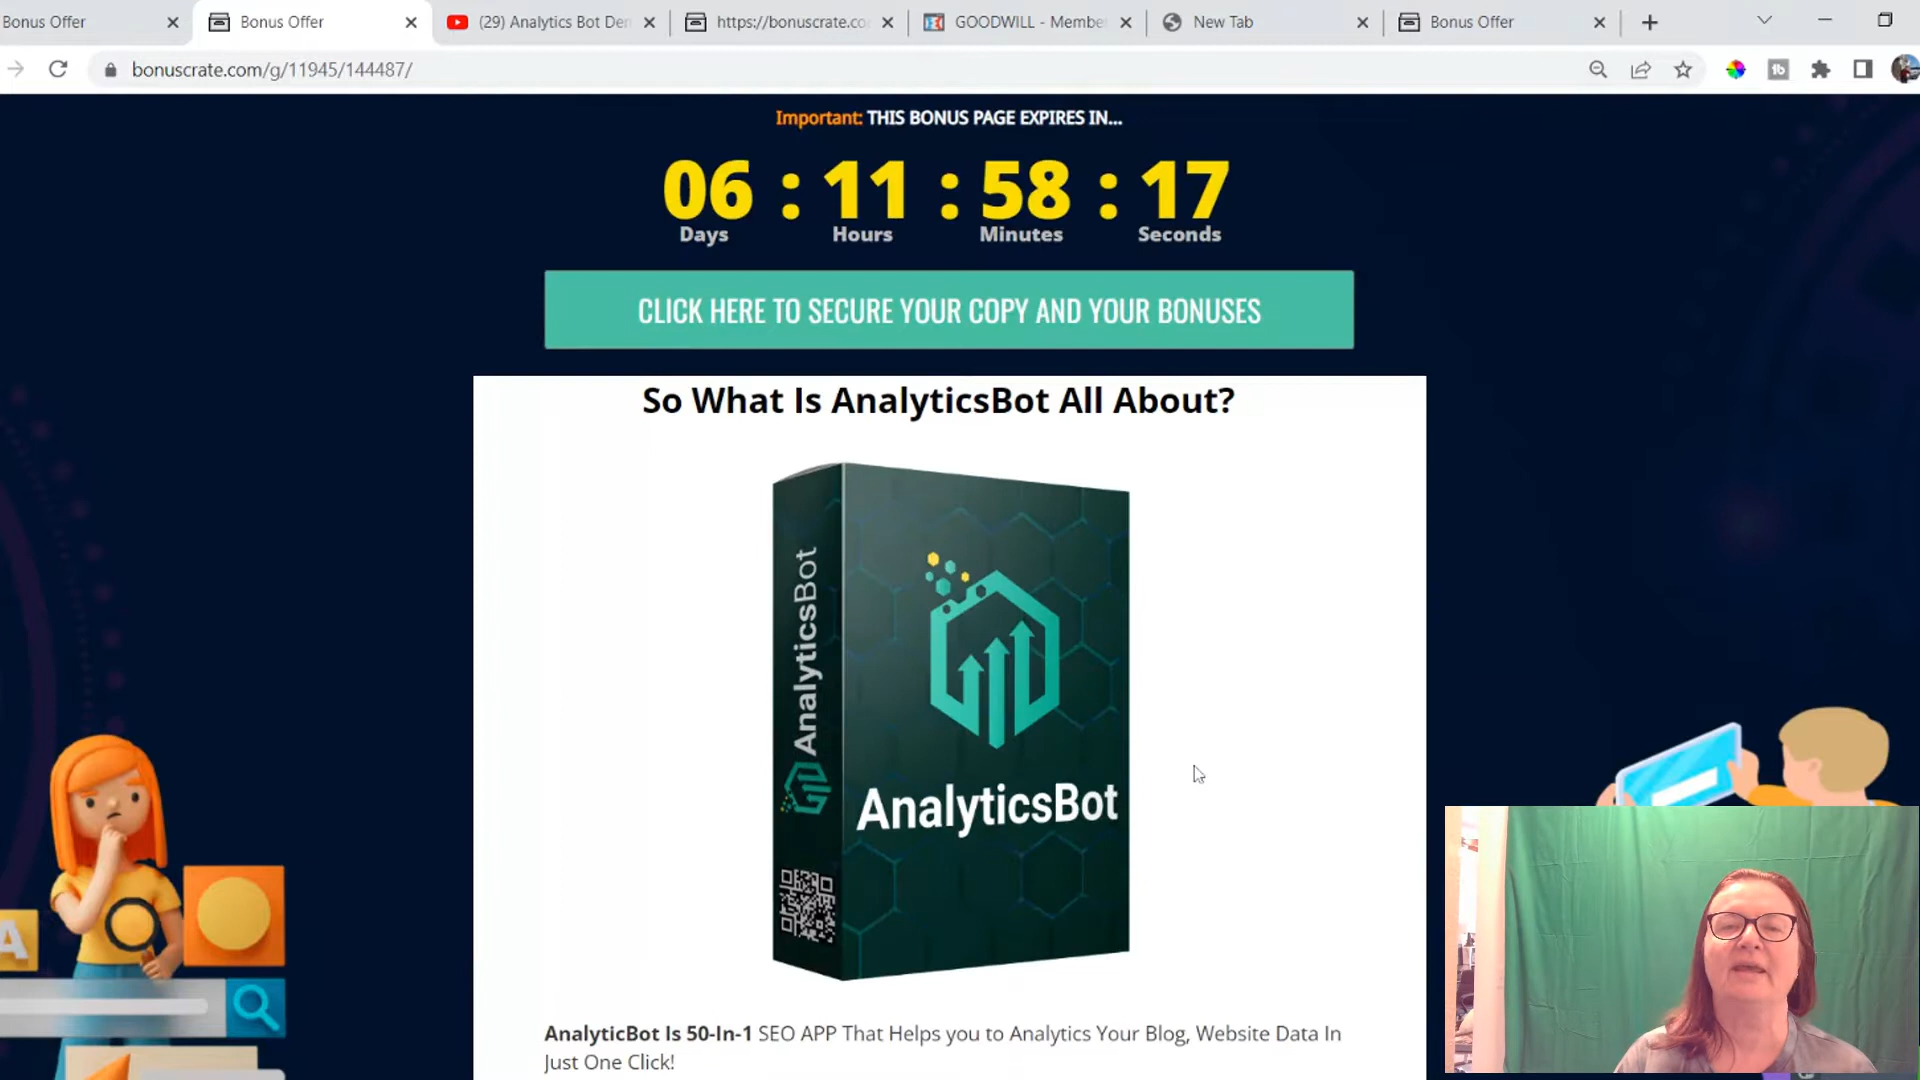 Bonus Offer
Bonus Offer
(29) Analytics Bot Den
https://bonuscrate.co
GOODWILL - Membe
New Tab
Bonus Offer
bonuscrate.com/g/11945/144487/
Important: THIS BONUS PAGE EXPIRES IN...
06 : 11 : 58 : 17
Days Hours Minutes Seconds
CLICK HERE TO SECURE YOUR COPY AND YOUR BONUSES
So What Is AnalyticsBot All About?
AnalyticsBot
AnalyticsBot
A
AnalyticBot Is 50-In-1 SEO APP That Helps you to Analytics Your Blog, Website Data In
Just One Click!